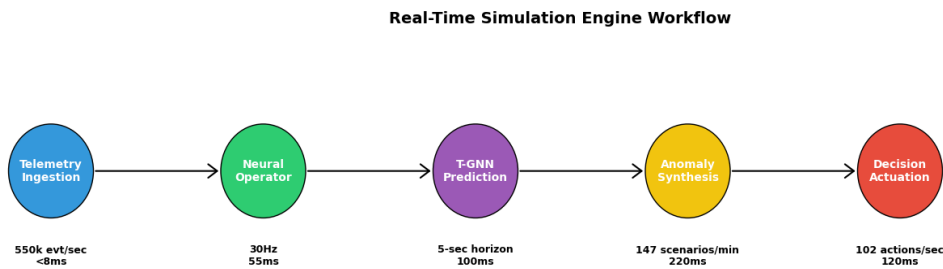 Real-Time Simulation Engine Workflow
Telemetry
Ingestion
Neural
Operator
T-GNN
Prediction
Anomaly
Synthesis
Decision
Actuation
550k evt/sec
<8ms
30Hz
55ms
5-sec horizon
100ms
147 scenarios/min
220ms
102 actions/sec
120ms